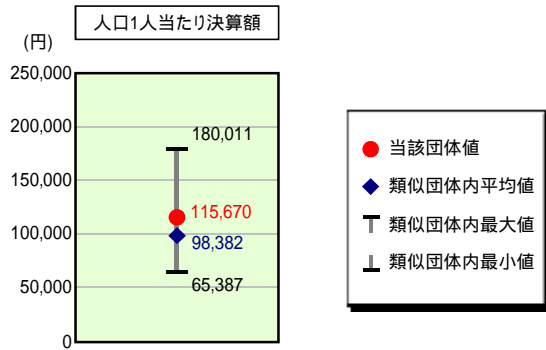 人口1人当たり決算額
(円)
250,000
200,000
150,000
100,000
50,000
0
180,011
115,670
98,382
65,387
当該団体値
類似団体内平均値
類似団体内最大値
類似団体内最小値